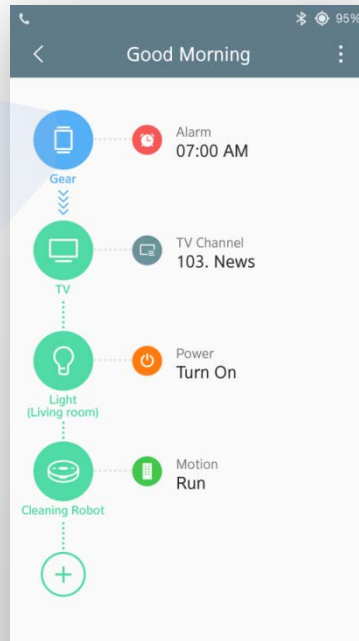 95%
Good Morning
Alarm
07:00 AM
Gear
TV Channel
103. News
TV
Power
Turn On
Light
(Living room)
Motion
Run
Cleaning Robot